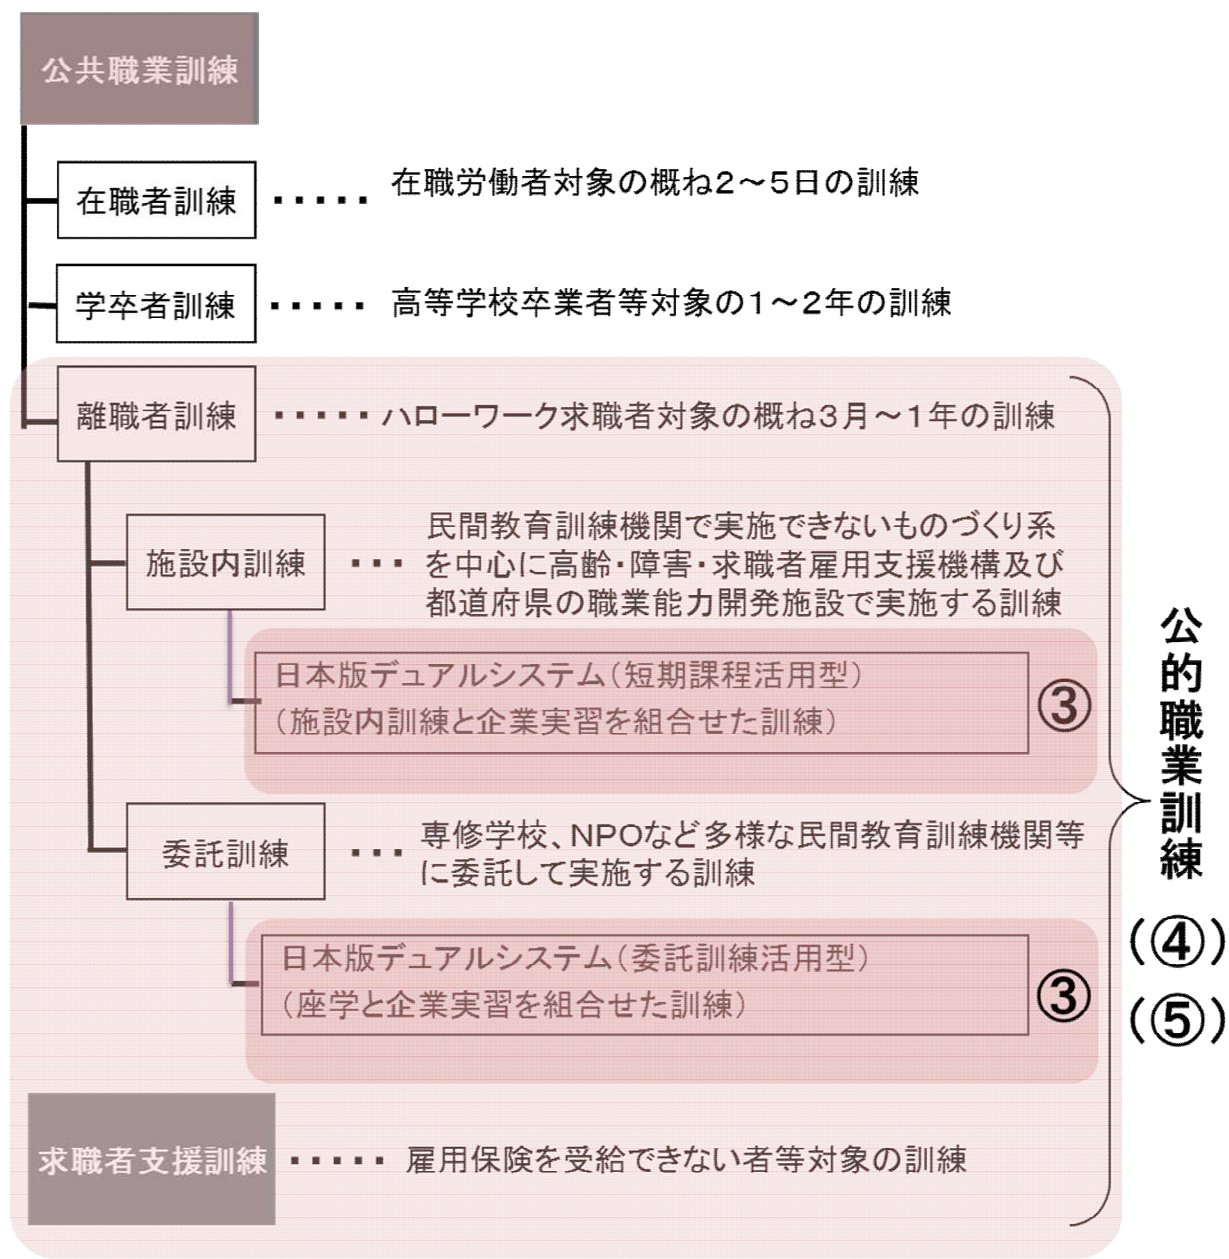 公共職業訓練
在職者訓練 ・・・・・ 在職労働者対象の概ね2～5日の訓練
学卒者訓練 ・・・・・ 高等学校卒業者等対象の1～2年の訓練
離職者訓練 ・・・・・ ハローワーク求職者対象の概ね3月～1年の訓練
民間教育訓練機関で実施できないものづくり系
施設内訓練 ・・・ を中心に高齢・障害・求職者雇用支援機構及び
都道府県の職業能力開発施設で実施する訓練
日本版デュアルシステム(短期課程活用型)
(施設内訓練と企業実習を組合せた訓練)
③
委託訓練 ・・・ 専修学校、NPOなど多様な民間教育訓練機関等
に委託して実施する訓練
日本版デュアルシステム(委託訓練活用型)
(座学と企業実習を組合せた訓練)
③
求職者支援訓練 ・・・・・ 雇用保険を受給できない者等対象の訓練
公的職業訓練
(④)
(⑤)